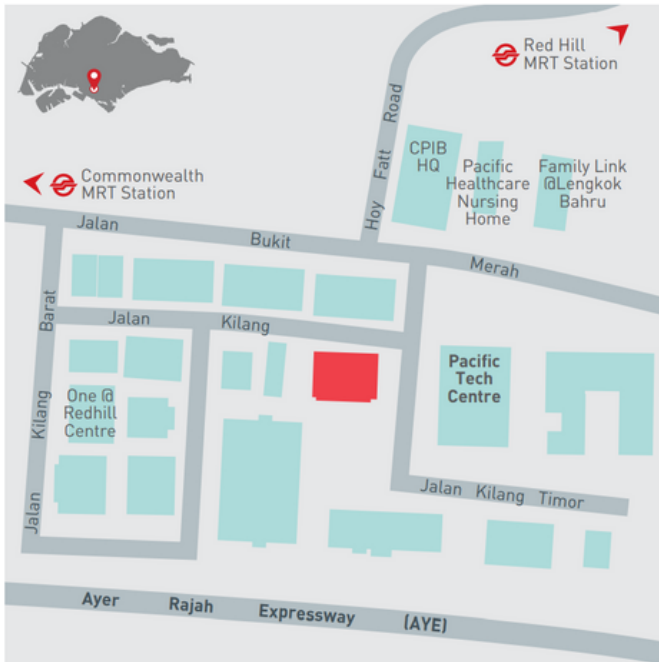 Red Hill
MRT Station
Hoy Fatt Road
CPIB
HQ
Pacific
Healthcare
Nursing
Home
Family Link
@Lengkok
Bahru
Commonwealth
MRT Station
Jalan Bukit Merah
Jalan Kilang Barat
Jalan Kilang
One @
Redhill
Centre
Pacific
Tech
Centre
Jalan Kilang Timor
Ayer Rajah Expressway (AYE)